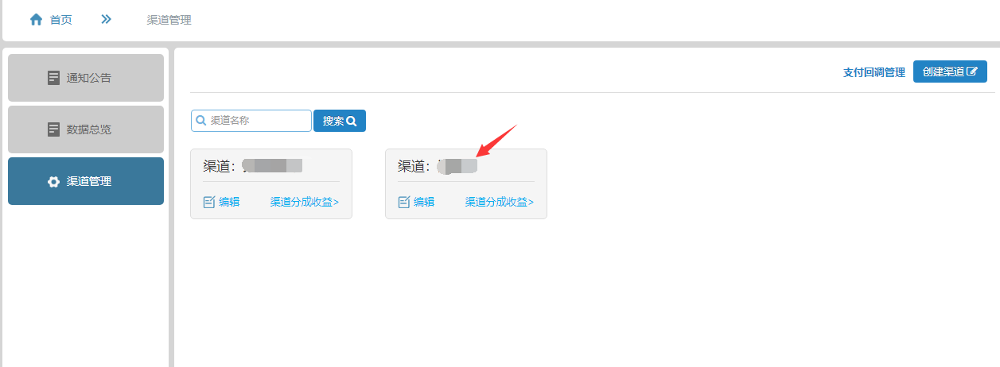 首页 渠道管理
通知公告
数据总览
渠道管理
支付回调管理 创建渠道
渠道名称 搜索
渠道：
编辑 渠道分成收益>
渠道：
编辑 渠道分成收益>